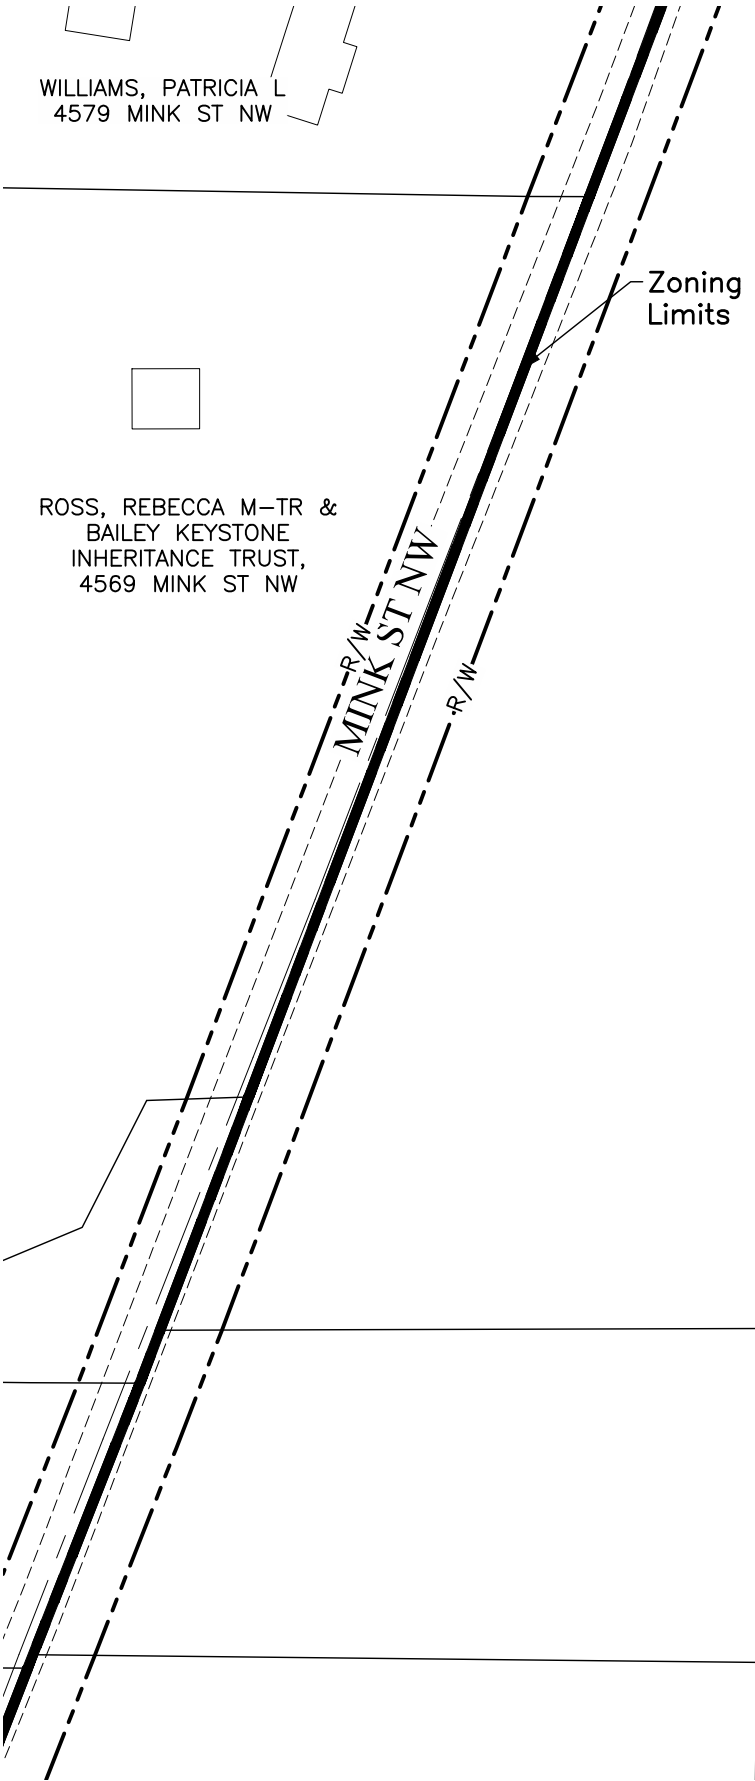 WILLIAMS, PATRICIA L
4579 MINK ST NW
Zoning
Limits
ROSS, REBECCA M-TR &
BAILEY KEYSTONE
INHERITANCE TRUST,
4569 MINK ST NW
R/W
MINK ST NW
R/W